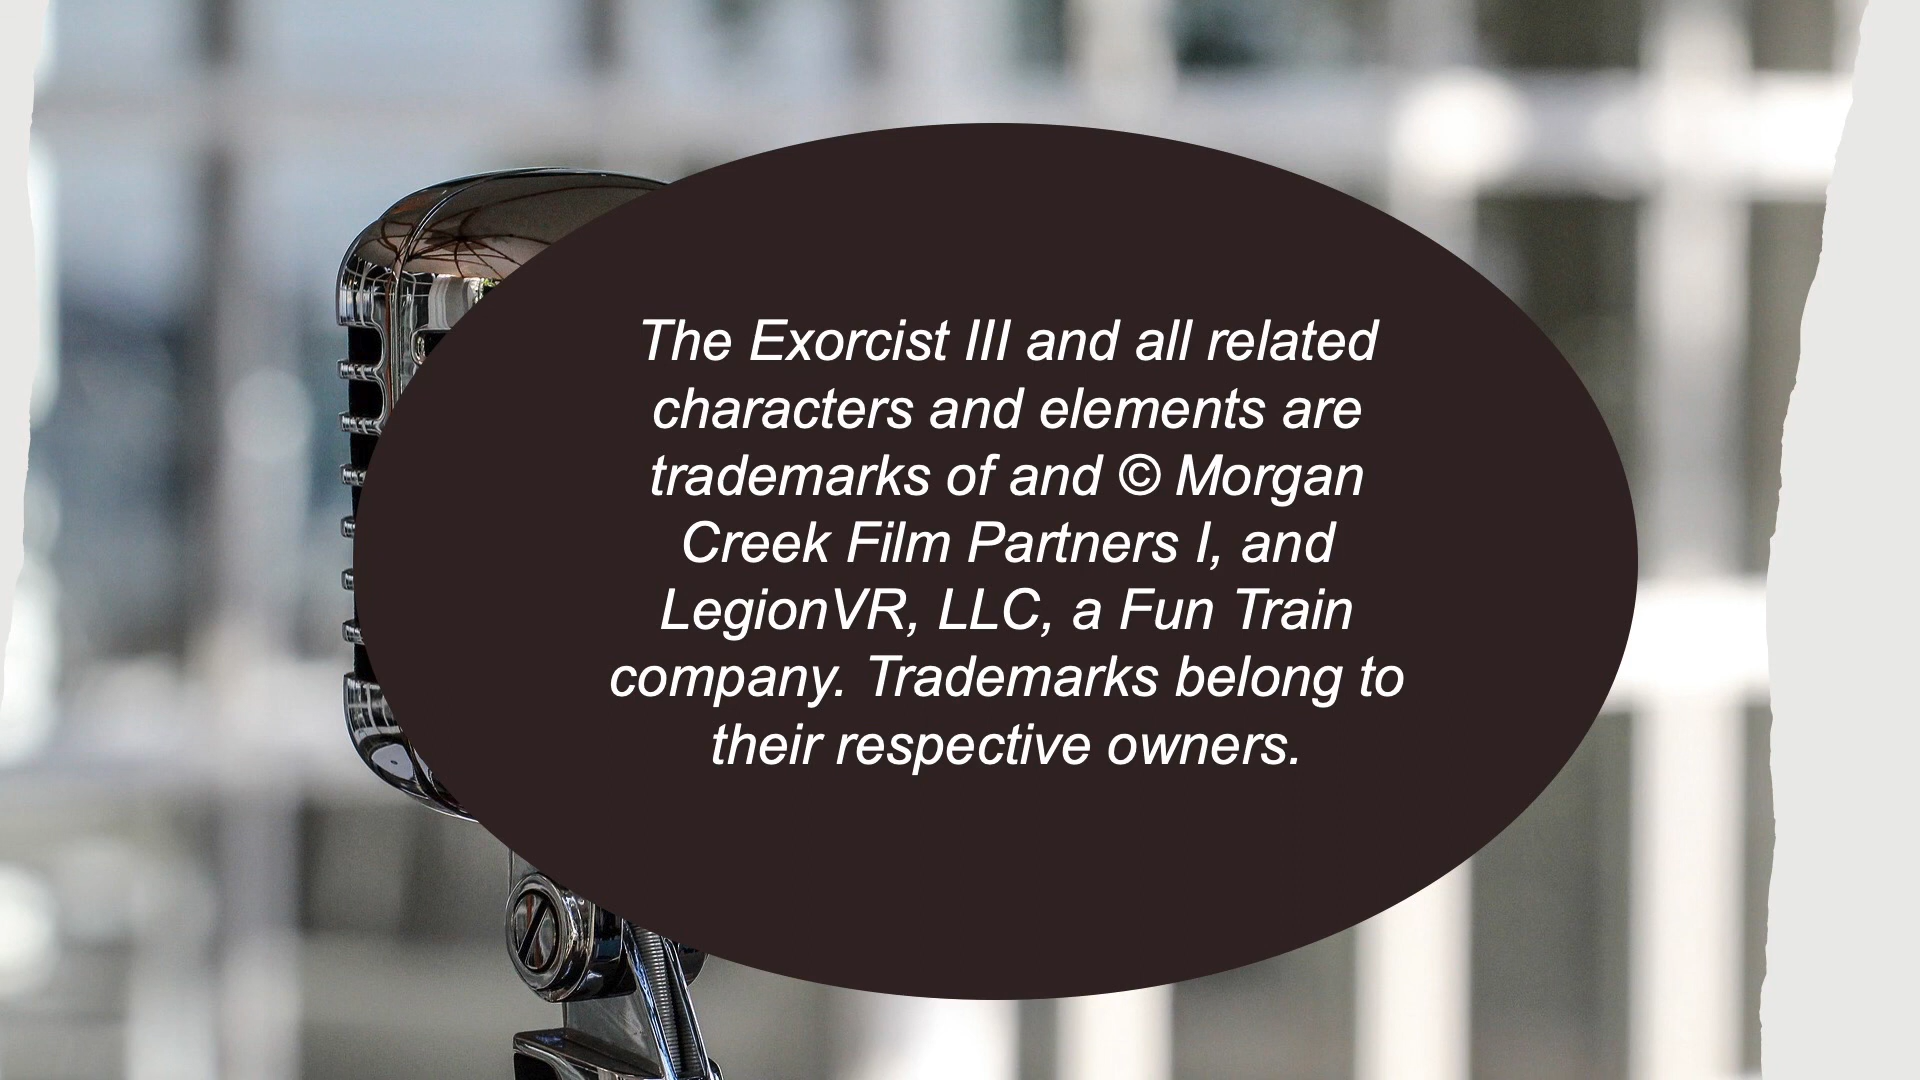 The Exorcist III and all related
characters and elements are
trademarks of and © Morgan
Creek Film Partners I, and
LegionVR, LLC, a Fun Train
company. Trademarks belong to
their respective owners.